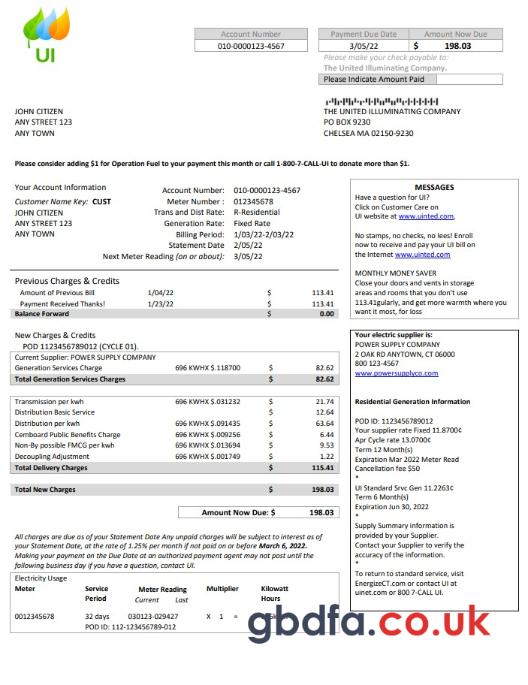 UI
Account Number
010-0000123-4567
Payment Due Date Amount Now Due
3/05/22 $ 198.03
Please make your check payable to:
The United Illuminating Company.
Please Indicate Amount Paid
JOHN CITIZEN
ANY STREET 123
ANY TOWN
THE UNITED ILLUMINATING COMPANY
PO BOX 9230
CHELSEA MA 02150-9230
Please consider adding $1 for Operation Fuel to your payment this month or call 1-800-7-CALL-UI to donate more than $1.
Your Account Information
Customer Name Key: CUST
JOHN CITIZEN
ANY STREET 123
ANY TOWN
Account Number: 010-0000123-4567
Meter Number : 012345678
Trans and Dist Rate: R-Residential
Generation Rate: Fixed Rate
Billing Period: 1/03/22-2/03/22
Statement Date 2/05/22
Next Meter Reading (on or about): 3/05/22
Previous Charges & Credits
Amount of Previous Bill 1/04/22 $ 113.41
Payment Received Thanks! 1/23/22 $ 113.41
Balance Forward $ 0.00
New Charges & Credits
POD 1123456789012 (CYCLE 01).
Current Supplier: POWER SUPPLY COMPANY
Generation Services Charge 696 KWHX $.118700 $ 82.62
Total Generation Services Charges $ 82.62
Transmission per kwh 696 KWHX $.031232 $ 21.74
Distribution Basic Service $ 12.64
Distribution per kwh 696 KWHX $.091435 $ 63.64
Comboard Public Benefits Charge 696 KWHX $.009256 $ 6.44
Non-By possible FMCG per kwh 696 KWHX $.013694 $ 9.53
Decoupling Adjustment 696 KWHX $.001749 $ 1.22
Total Delivery Charges $ 115.41
Total New Charges $ 198.03
Amount Now Due: $ 198.03
All charges are due as of your Statement Date Any unpaid charges will be subject to interest as of
your Statement Date, at the rate of 1.25% per month if not paid on or before March 6, 2022.
Making your payment on the Due Date at an authorized payment agency may not post until the
following business day if you have a question, contact UI.
Electricity Usage
Meter Service Period Meter Reading Current Last Multiplier Kilowatt Hours
0012345678 32 days 030123-029427 X 1 =
POD ID: 112-123456789-012
MESSAGES
Have a question for UI?
Click on Customer Care on
UI website at www.uinted.com.
No stamps, no checks, no lees! Enroll
now to receive and pay your UI bill on
the Internet www.uinted.com
MONTHLY MONEY SAVER
Close your doors and vents in storage
areas and rooms that you don't use
113.41gularly, and get more warmth where you
want it most, for loss
Your electric supplier is:
POWER SUPPLY COMPANY
2 OAK RD ANYTOWN, CT 06000
800 123-4567
www.powersupplyco.com
Residential Generation Information
POD ID: 1123456789012
Your supplier rate Fixed 11.8700¢
Apr Cycle rate 13.0700¢
Term 12 Month(s)
Expiration Mar 2022 Meter Read
Cancellation fee $50
*
UI Standard Srvc Gen 11.2263¢
Term 6 Month(s)
Expiration Jun 30, 2022
*
Supply Summary information is
provided by your Supplier.
Contact your Supplier to verify the
accuracy of the information.
*
To return to standard service, visit
EnergizeCT.com or contact UI at
uinet.com or 800 7-CALL UI.
gbdfa.co.uk